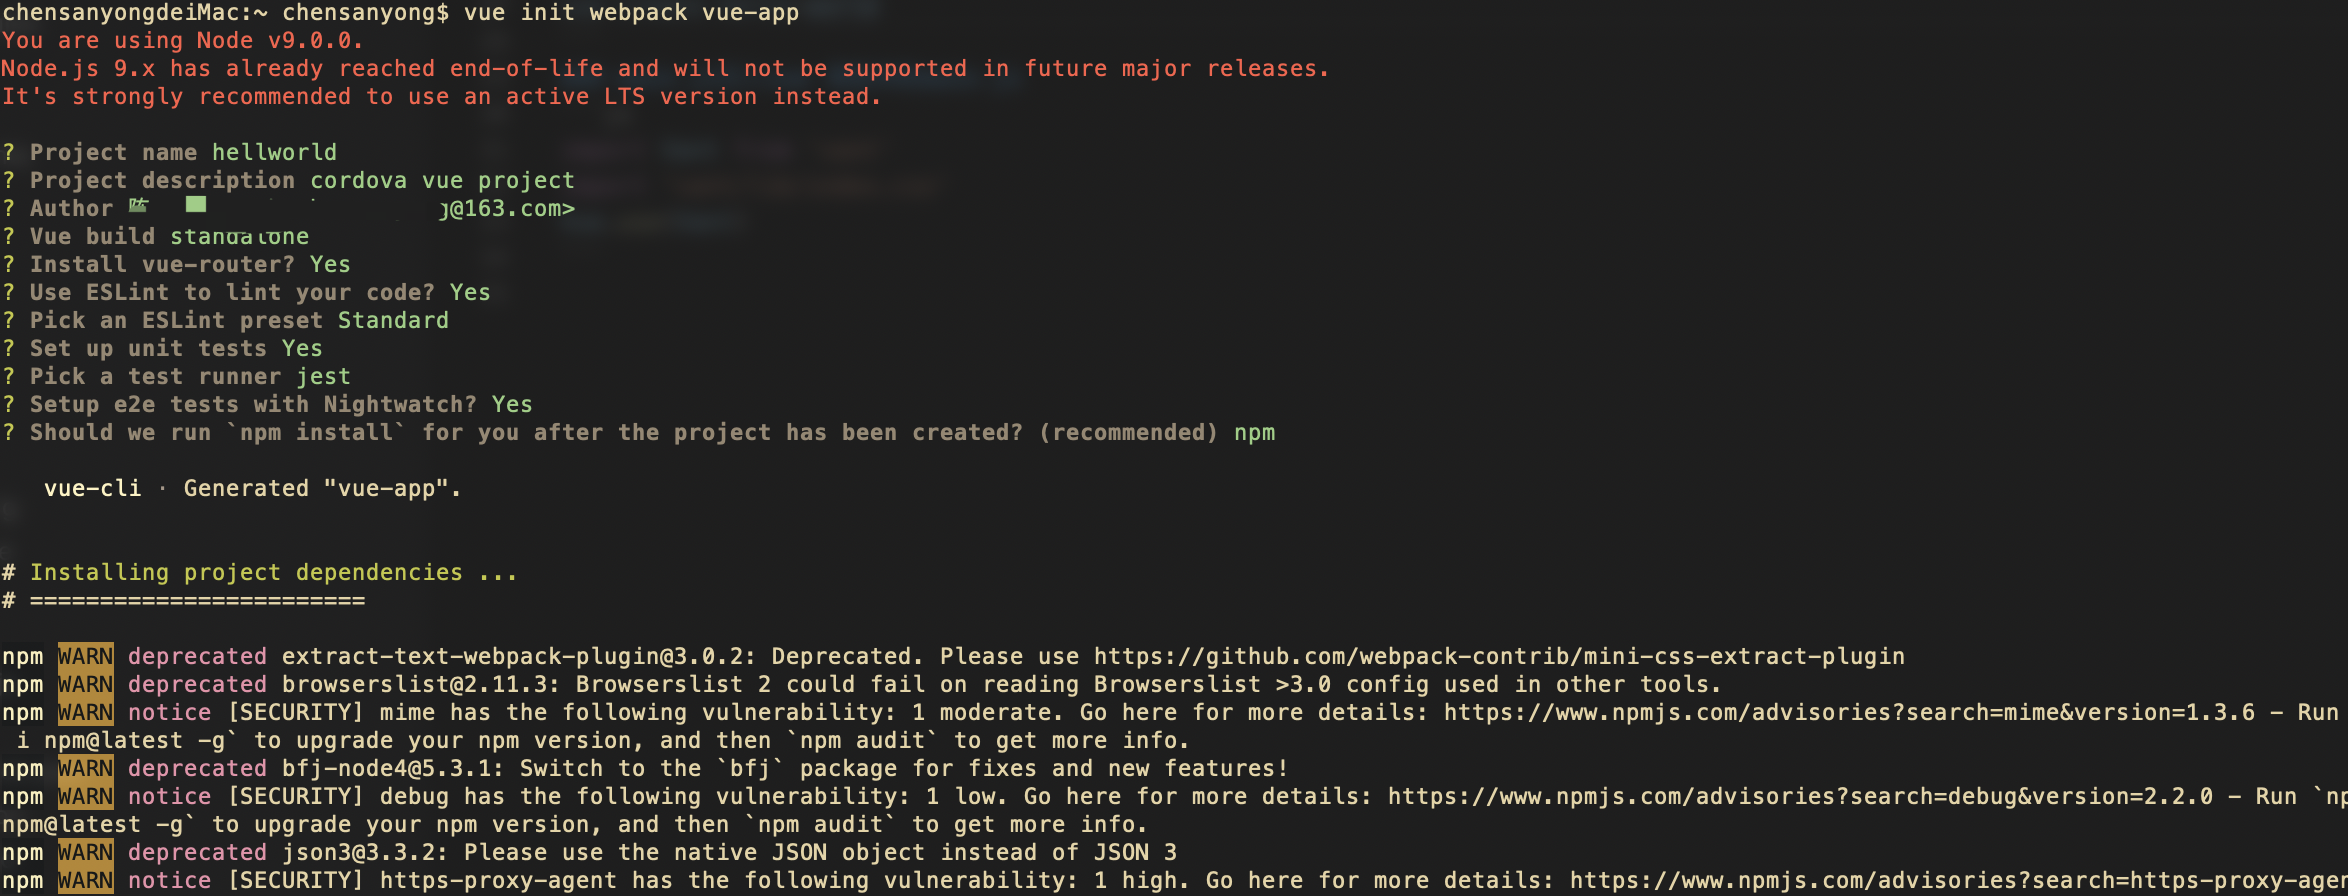 chensanyongdeiMac:~ chensanyong$ vue init webpack vue-app
You are using Node v9.0.0.
Node.js 9.x has already reached end-of-life and will not be supported in future major releases.
It's strongly recommended to use an active LTS version instead.
? Project name hellworld
? Project description cordova vue project
? Author g@163.com>
? Vue build standalone
? Install vue-router? Yes
? Use ESLint to lint your code? Yes
? Pick an ESLint preset Standard
? Set up unit tests Yes
? Pick a test runner jest
? Setup e2e tests with Nightwatch? Yes
? Should we run `npm install` for you after the project has been created? (recommended) npm
vue-cli · Generated "vue-app".
# Installing project dependencies ...
# ========================
npm WARN deprecated extract-text-webpack-plugin@3.0.2: Deprecated. Please use https://github.com/webpack-contrib/mini-css-extract-plugin
npm WARN deprecated browserslist@2.11.3: Browserslist 2 could fail on reading Browserslist >3.0 config used in other tools.
npm WARN notice [SECURITY] mime has the following vulnerability: 1 moderate. Go here for more details: https://www.npmjs.com/advisories?search=mime&version=1.3.6 - Run
i npm@latest -g` to upgrade your npm version, and then `npm audit` to get more info.
npm WARN deprecated bfj-node4@5.3.1: Switch to the `bfj` package for fixes and new features!
npm WARN notice [SECURITY] debug has the following vulnerability: 1 low. Go here for more details: https://www.npmjs.com/advisories?search=debug&version=2.2.0 - Run `np
npm@latest -g` to upgrade your npm version, and then `npm audit` to get more info.
npm WARN deprecated json3@3.3.2: Please use the native JSON object instead of JSON 3
npm WARN notice [SECURITY] https-proxy-agent has the following vulnerability: 1 high. Go here for more details: https://www.npmjs.com/advisories?search=https-proxy-age